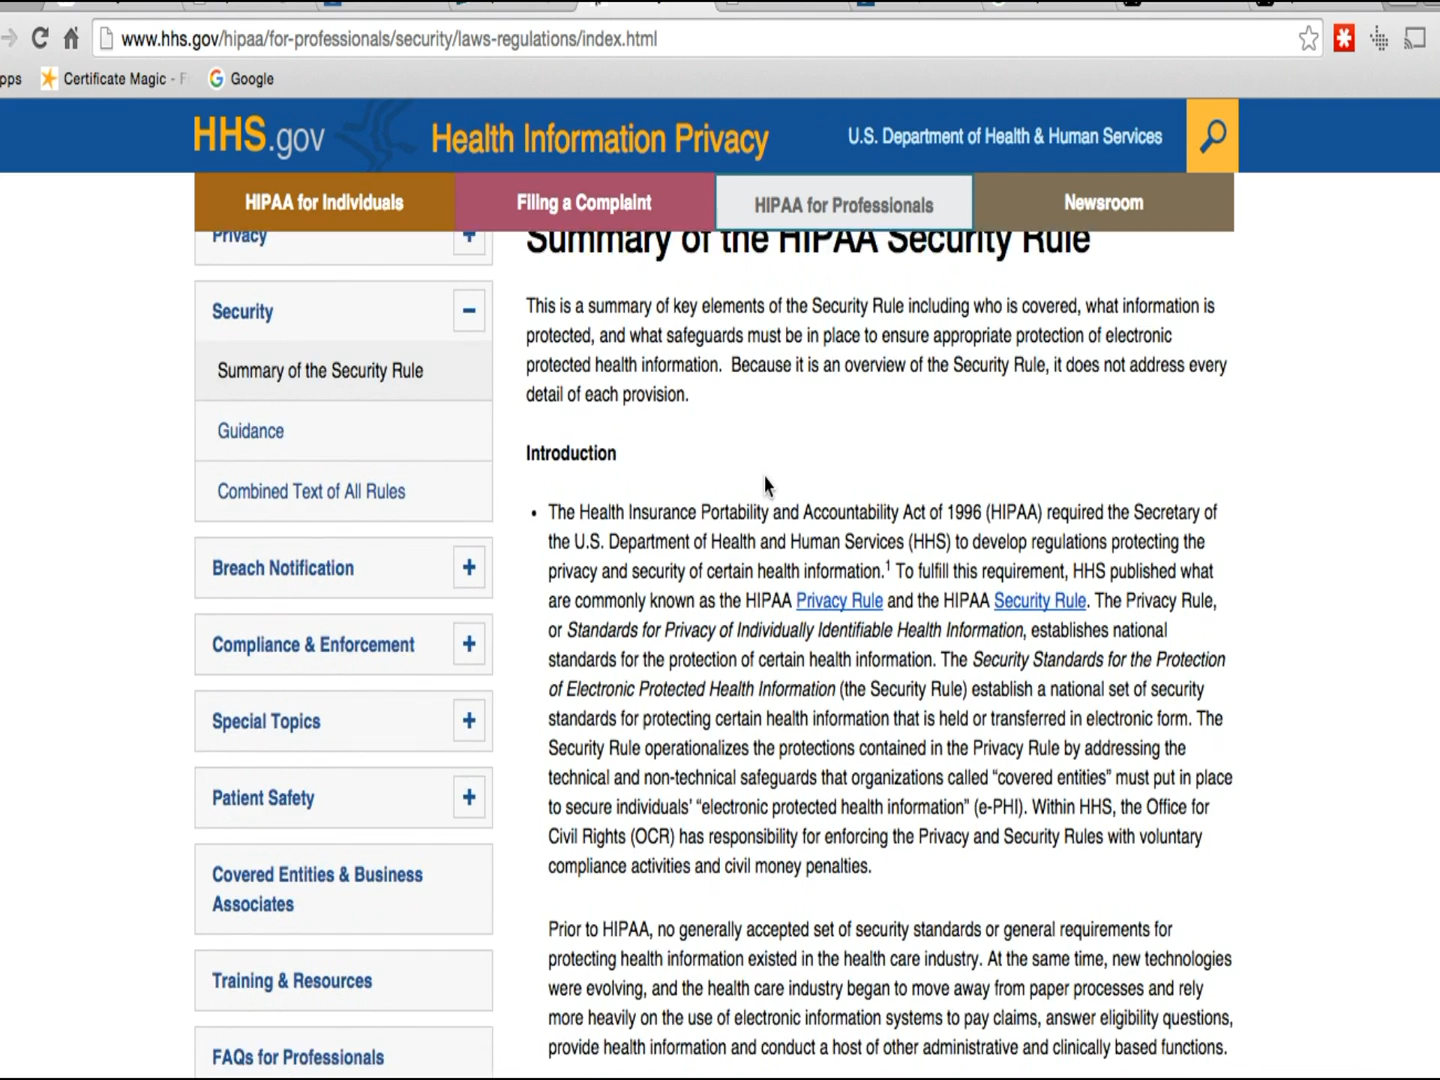 www.hhs.gov/hipaa/for-professionals/security/laws-regulations/index.html
pps Certificate Magic - F Google
HHS.gov Health Information Privacy U.S. Department of Health & Human Services
HIPAA for Individuals Filing a Complaint HIPAA for Professionals Newsroom
Privacy +
Security −
Summary of the Security Rule
Guidance
Combined Text of All Rules
Breach Notification +
Compliance & Enforcement +
Special Topics +
Patient Safety +
Covered Entities & Business
Associates
Training & Resources
FAQs for Professionals
Summary of the HIPAA Security Rule
This is a summary of key elements of the Security Rule including who is covered, what information is
protected, and what safeguards must be in place to ensure appropriate protection of electronic
protected health information.  Because it is an overview of the Security Rule, it does not address every
detail of each provision.
Introduction
• The Health Insurance Portability and Accountability Act of 1996 (HIPAA) required the Secretary of
the U.S. Department of Health and Human Services (HHS) to develop regulations protecting the
privacy and security of certain health information.1 To fulfill this requirement, HHS published what
are commonly known as the HIPAA Privacy Rule and the HIPAA Security Rule. The Privacy Rule,
or Standards for Privacy of Individually Identifiable Health Information, establishes national
standards for the protection of certain health information. The Security Standards for the Protection
of Electronic Protected Health Information (the Security Rule) establish a national set of security
standards for protecting certain health information that is held or transferred in electronic form. The
Security Rule operationalizes the protections contained in the Privacy Rule by addressing the
technical and non-technical safeguards that organizations called “covered entities” must put in place
to secure individuals’ “electronic protected health information” (e-PHI). Within HHS, the Office for
Civil Rights (OCR) has responsibility for enforcing the Privacy and Security Rules with voluntary
compliance activities and civil money penalties.
Prior to HIPAA, no generally accepted set of security standards or general requirements for
protecting health information existed in the health care industry. At the same time, new technologies
were evolving, and the health care industry began to move away from paper processes and rely
more heavily on the use of electronic information systems to pay claims, answer eligibility questions,
provide health information and conduct a host of other administrative and clinically based functions.